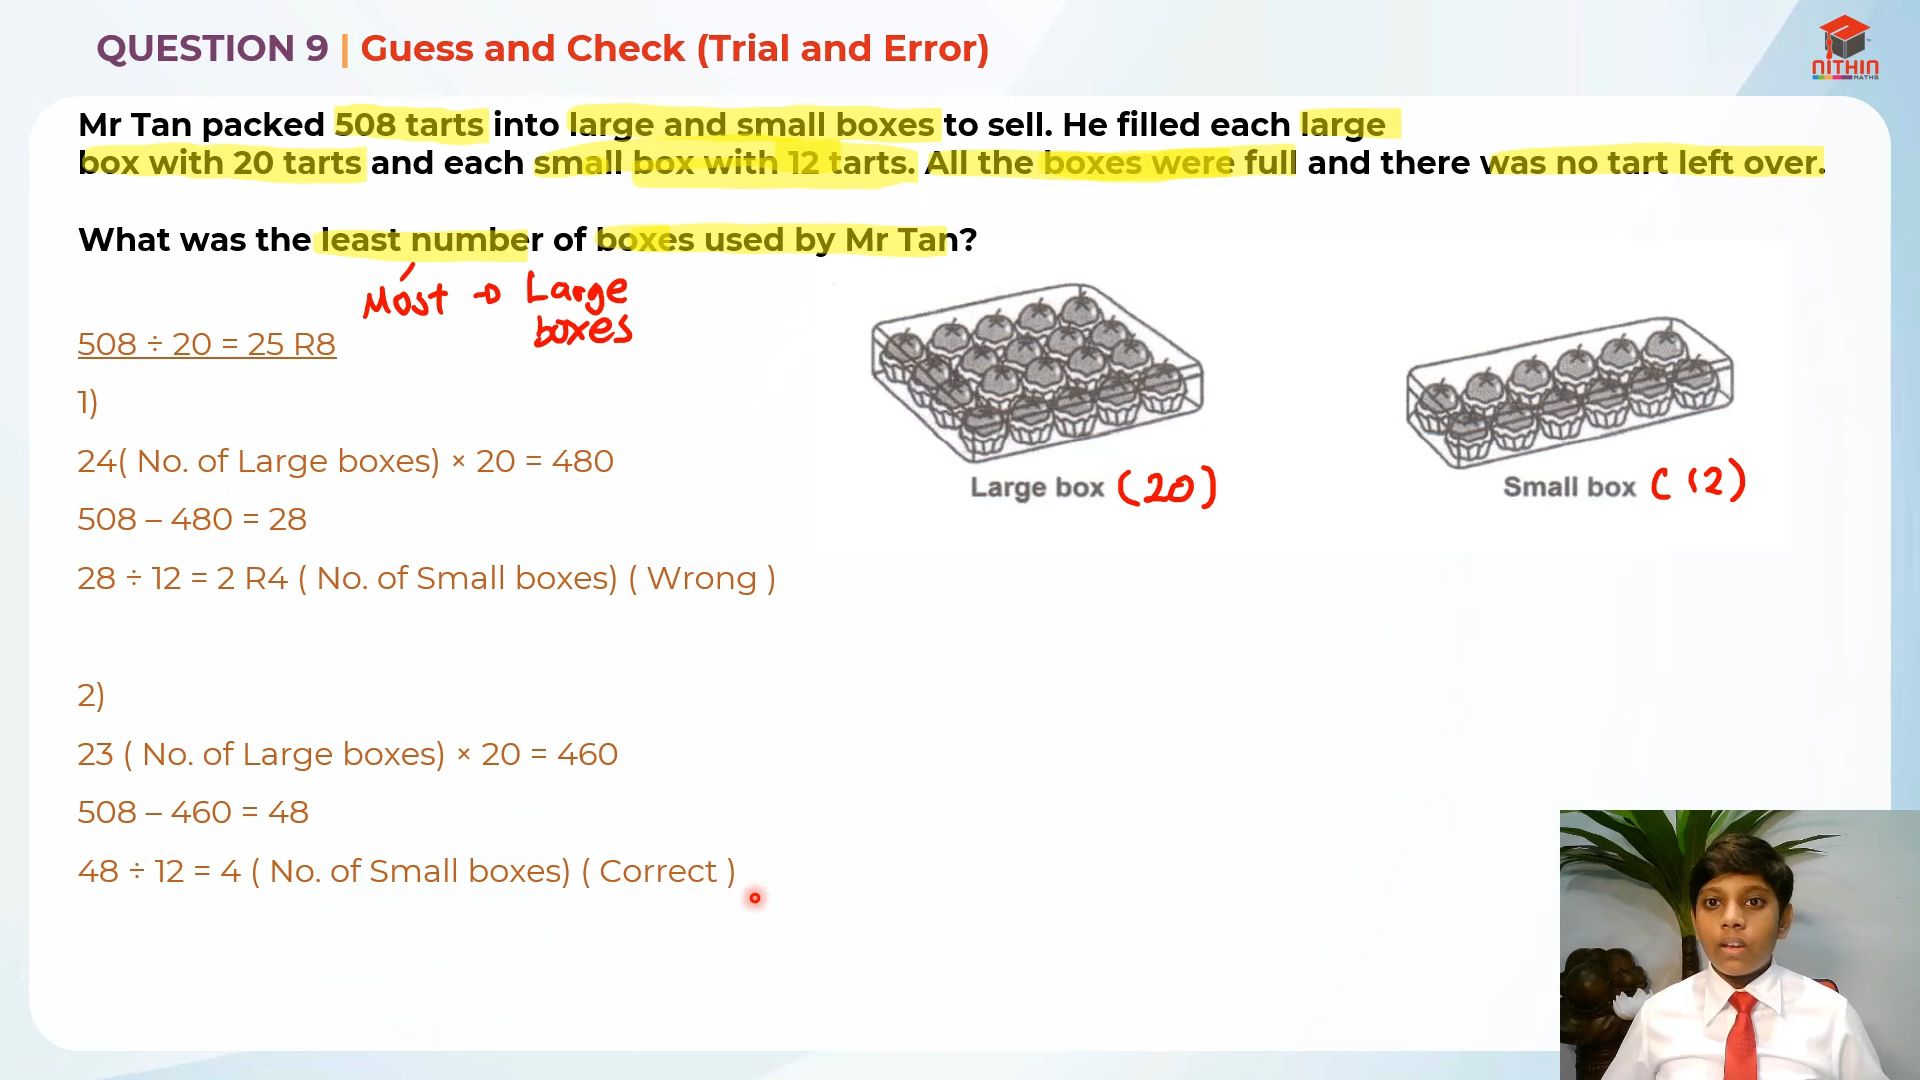 QUESTION 9 | Guess and Check (Trial and Error)
NITHIN
MATHS
Mr Tan packed 508 tarts into large and small boxes to sell. He filled each large
box with 20 tarts and each small box with 12 tarts. All the boxes were full and there was no tart left over.
What was the least number of boxes used by Mr Tan?
Most → Large
boxes
508 ÷ 20 = 25 R8
1)
24( No. of Large boxes) × 20 = 480
508 – 480 = 28
28 ÷ 12 = 2 R4 ( No. of Small boxes) ( Wrong )
Large box (20)
Small box (12)
2)
23 ( No. of Large boxes) × 20 = 460
508 – 460 = 48
48 ÷ 12 = 4 ( No. of Small boxes) ( Correct )